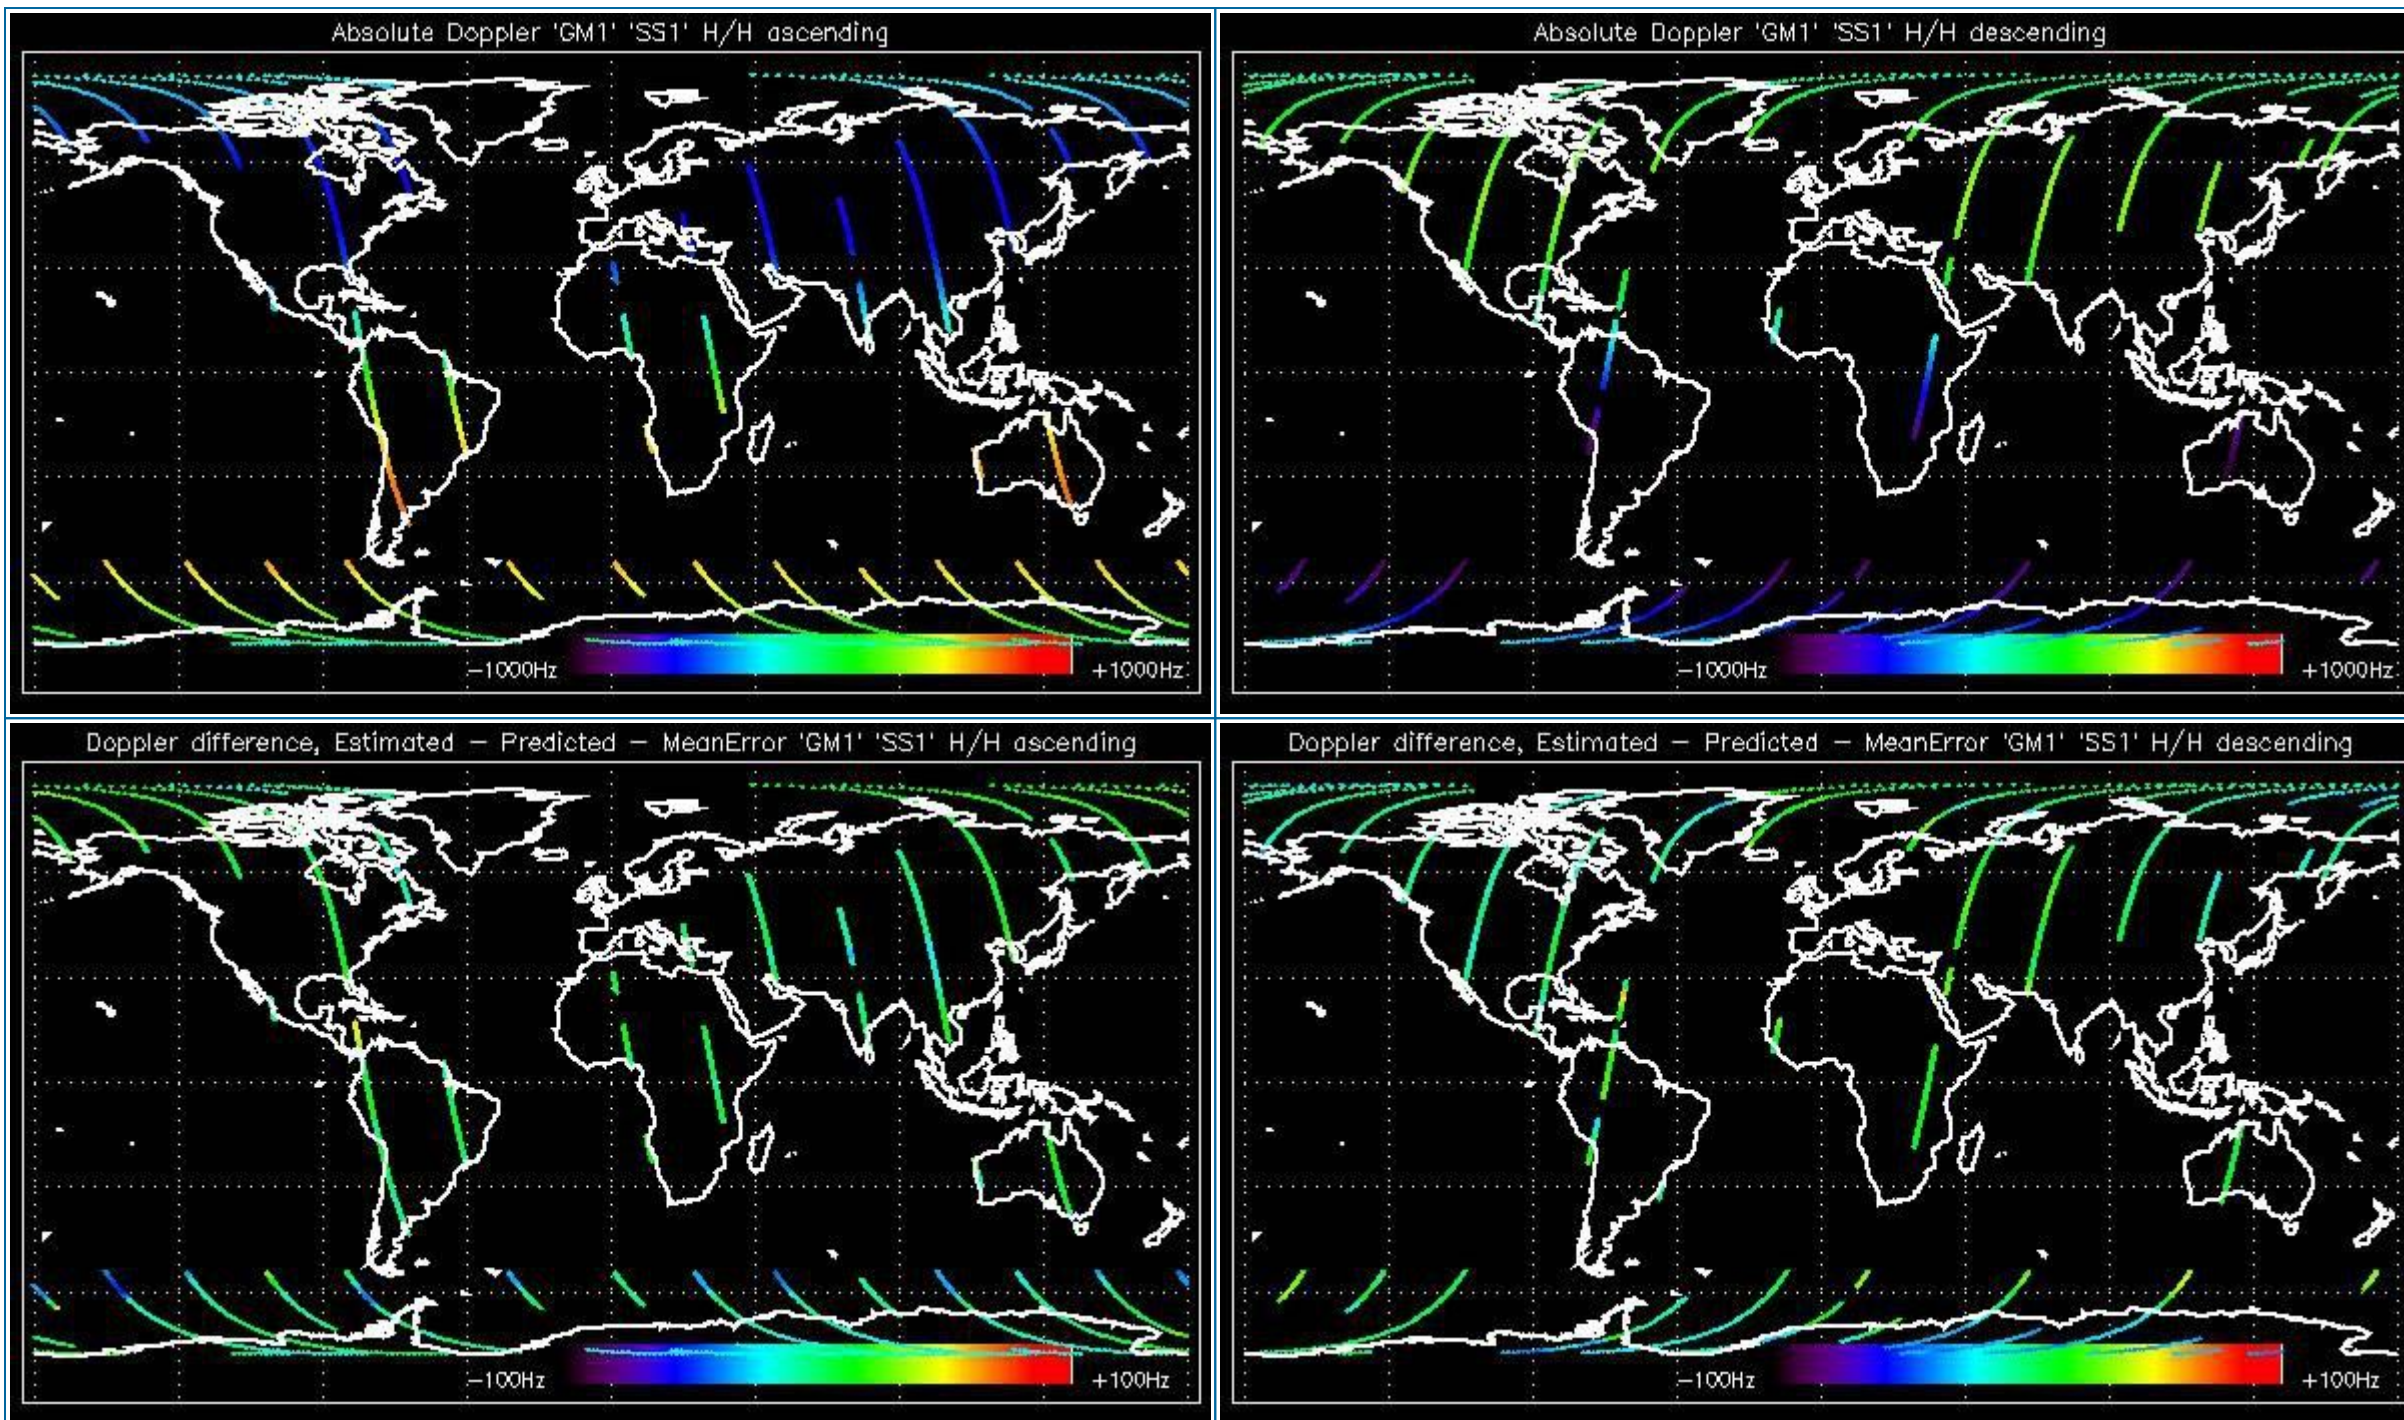 Absolute Doppler 'GM1' 'SS1' H/H ascending
-1000Hz
+1000Hz
Absolute Doppler 'GM1' 'SS1' H/H descending
-1000Hz
+1000Hz
Doppler difference, Estimated - Predicted - MeanError 'GM1' 'SS1' H/H ascending
-100Hz
+100Hz
Doppler difference, Estimated - Predicted - MeanError 'GM1' 'SS1' H/H descending
-100Hz
+100Hz